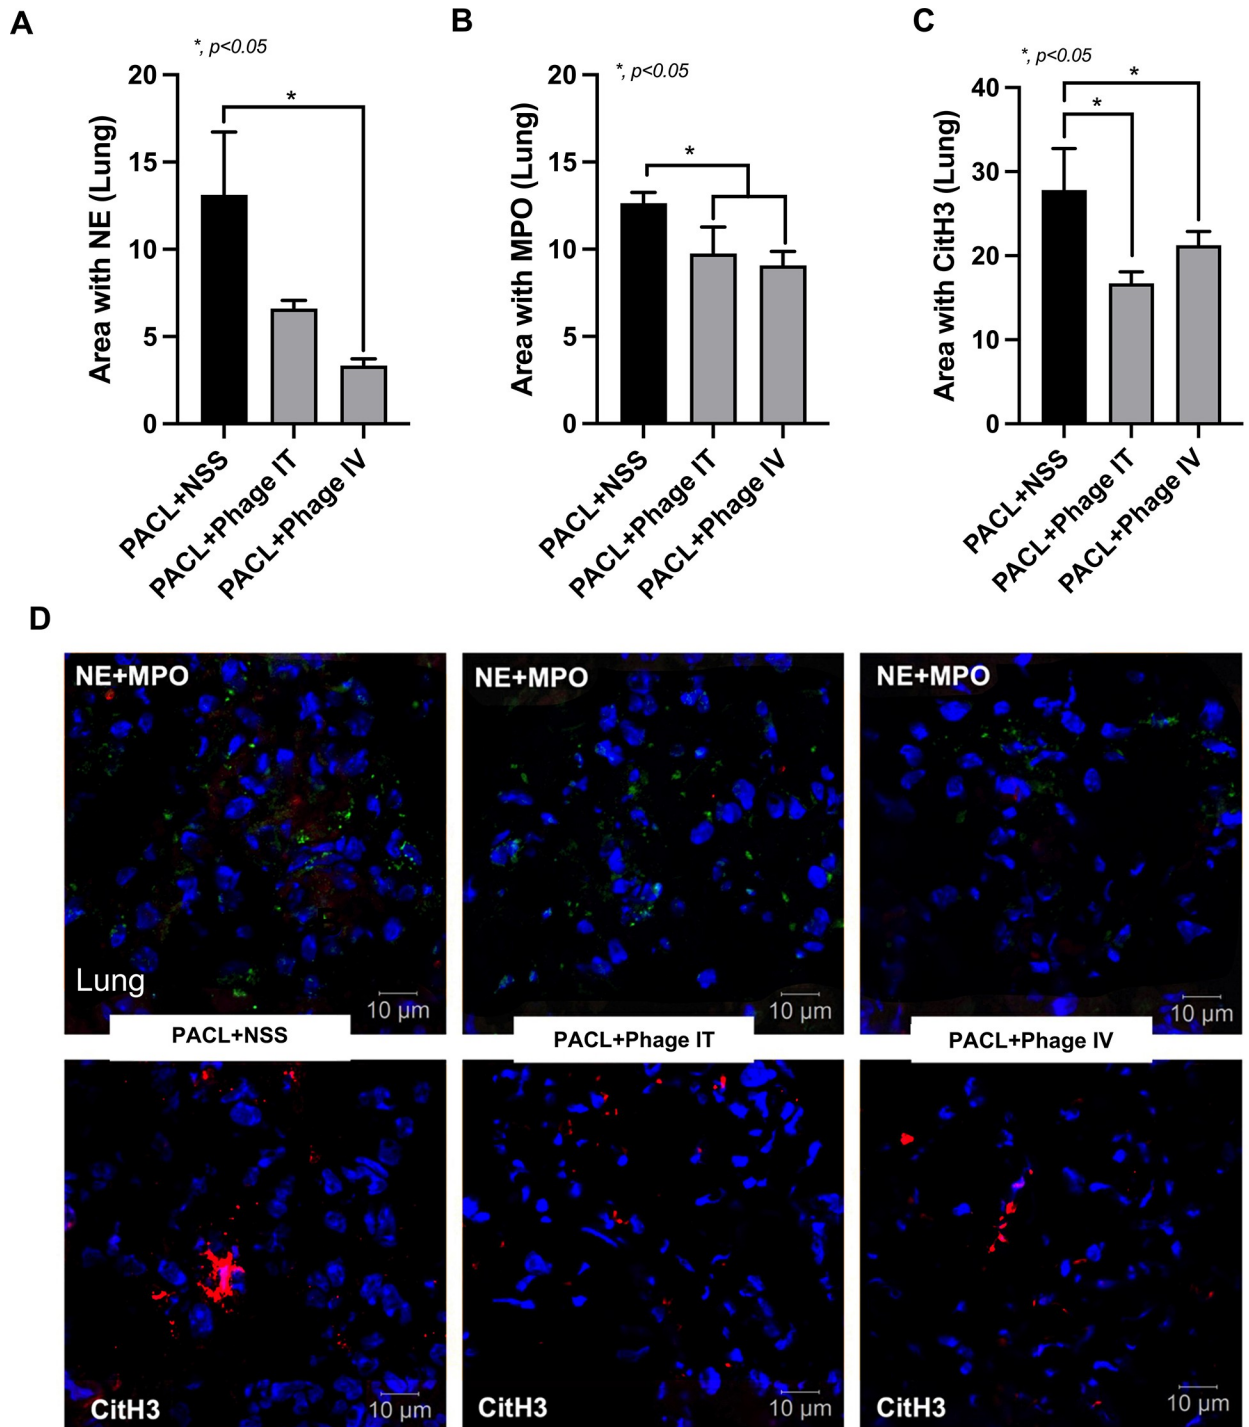 A
*, p<0.05
Area with NE (Lung)
20
15
10
5
0
*
PACL+NSS
PACL+Phage IT
PACL+Phage IV
B
*, p<0.05
Area with MPO (Lung)
20
15
10
5
0
*
PACL+NSS
PACL+Phage IT
PACL+Phage IV
C
*, p<0.05
Area with CitH3 (Lung)
40
30
20
10
0
*
*
PACL+NSS
PACL+Phage IT
PACL+Phage IV
D
NE+MPO
Lung
10 µm
NE+MPO
10 µm
NE+MPO
10 µm
PACL+NSS
PACL+Phage IT
PACL+Phage IV
CitH3
10 µm
CitH3
10 µm
CitH3
10 µm